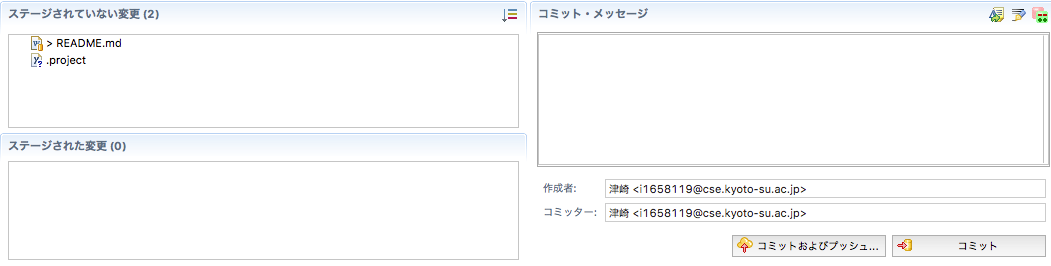 ステージされていない変更 (2)
> README.md
.project
ステージされた変更 (0)
コミット・メッセージ
作成者: 津崎 <i1658119@cse.kyoto-su.ac.jp>
コミッター: 津崎 <i1658119@cse.kyoto-su.ac.jp>
コミットおよびプッシュ... コミット